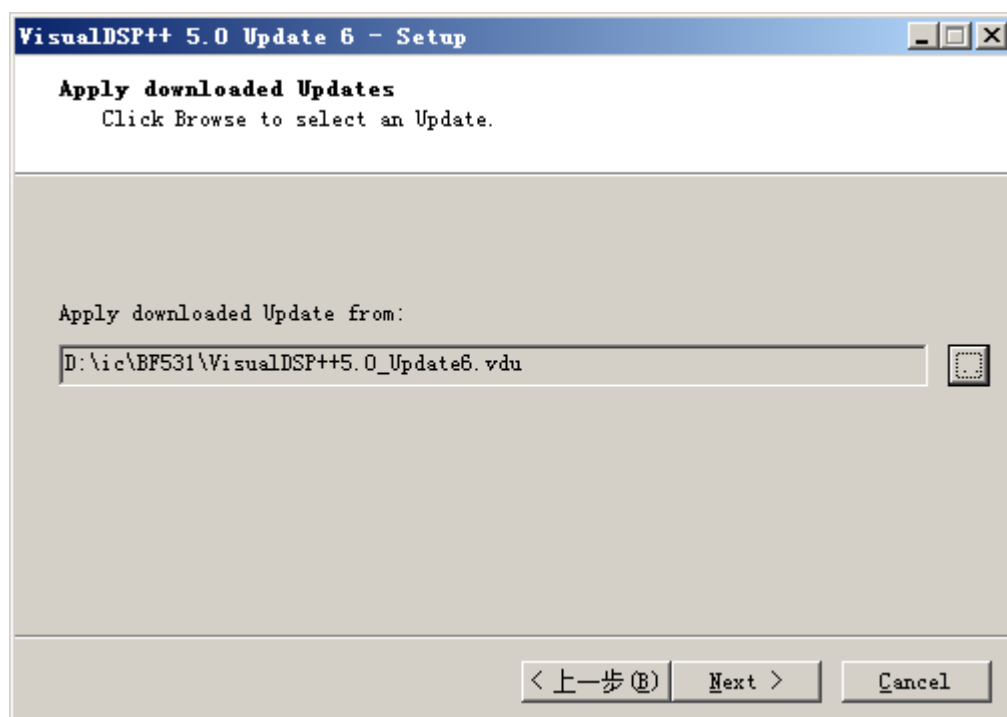 VisualDSP++ 5.0 Update 6 - Setup
Apply downloaded Updates
Click Browse to select an Update.
Apply downloaded Update from:
D:\ic\BF531\VisualDSP++5.0_Update6.vdu
..
< 上一步(B) Next > Cancel